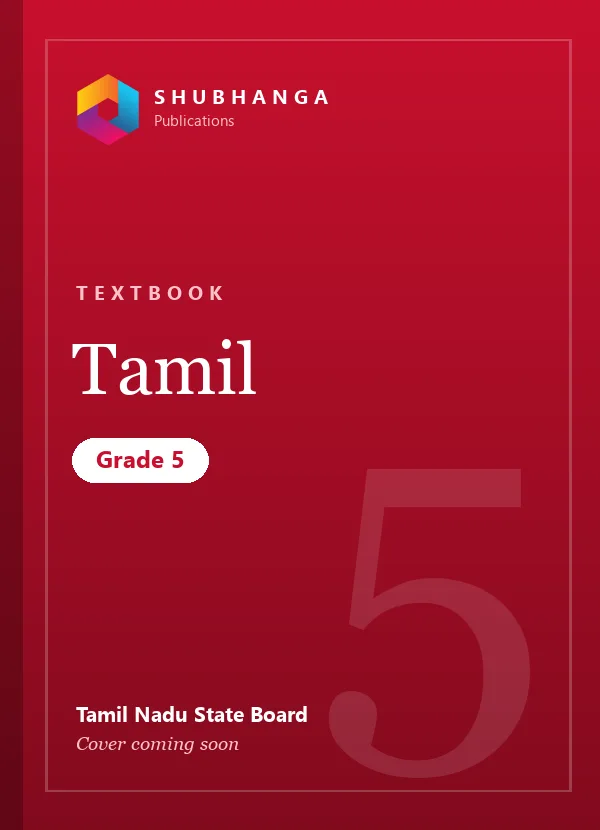 SHUBHANGA
Publications
TEXTBOOK
Tamil
Grade 5
5
Tamil Nadu State Board
Cover coming soon